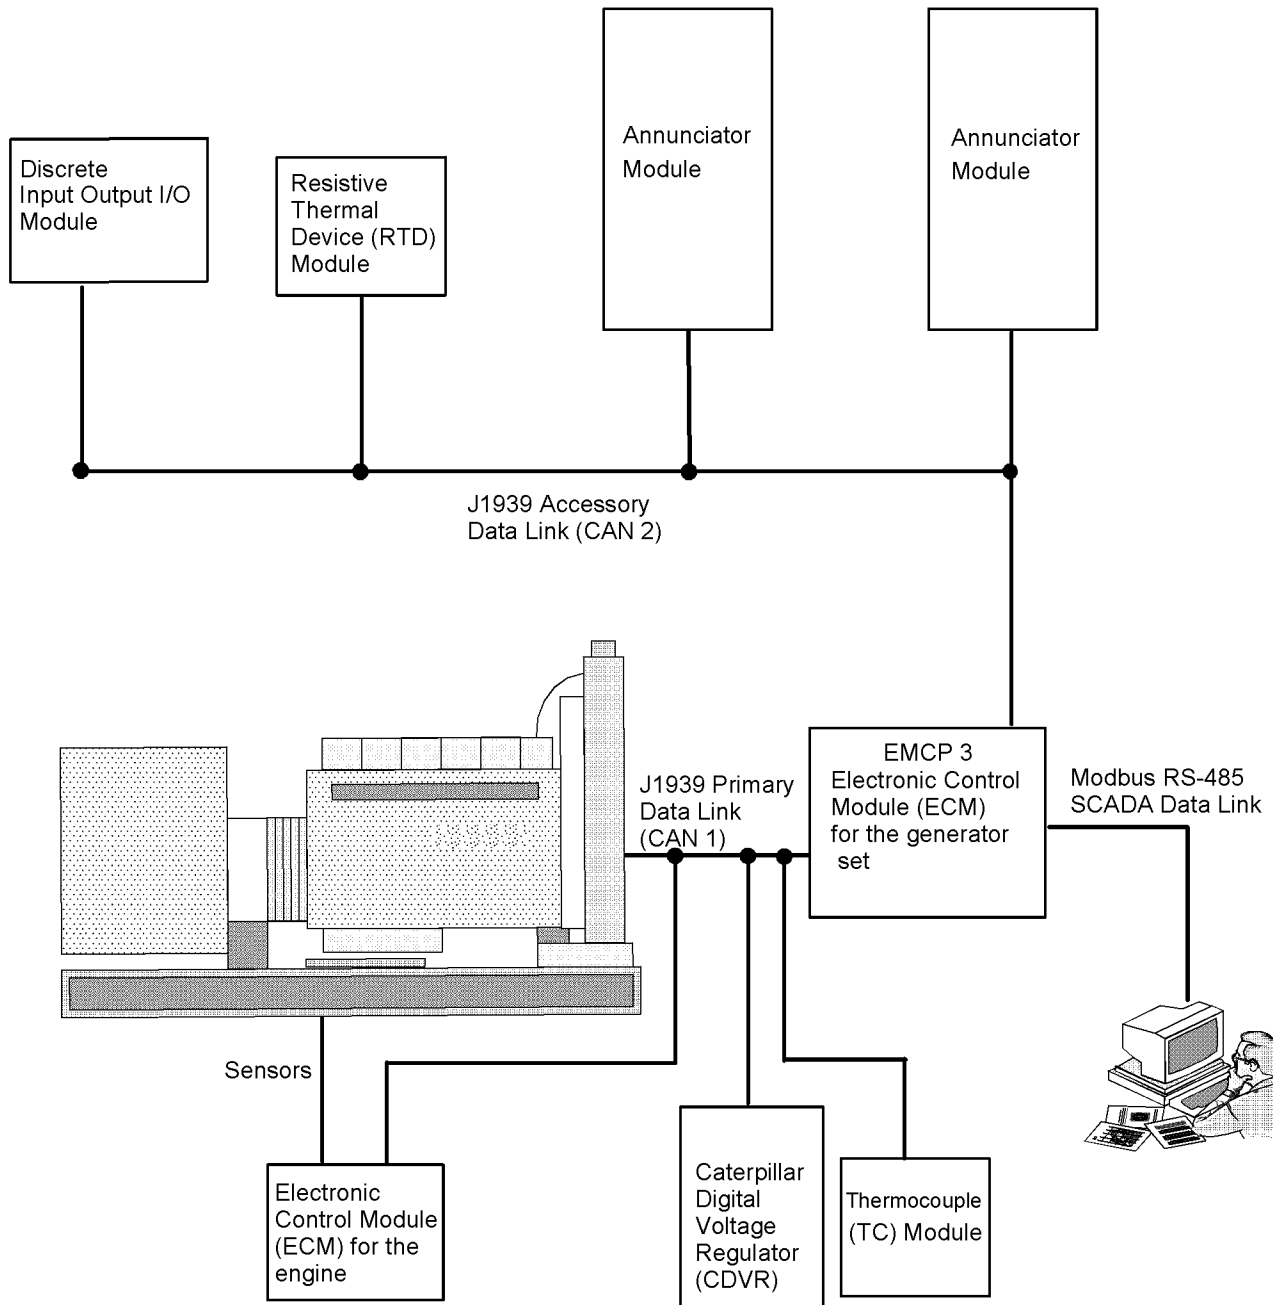 Annunciator
Module
Annunciator
Module
Discrete
Input Output I/O
Module
Resistive
Thermal
Device (RTD)
Module
J1939 Accessory
Data Link (CAN 2)
J1939 Primary
Data Link
(CAN 1)
EMCP 3
Electronic Control
Module (ECM)
for the generator
set
Modbus RS-485
SCADA Data Link
Sensors
Electronic
Control Module
(ECM) for the
engine
Caterpillar
Digital
Voltage
Regulator
(CDVR)
Thermocouple
(TC) Module